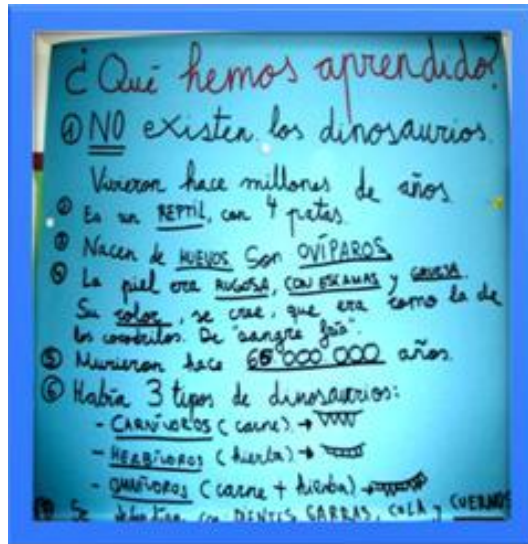 ¿Qué hemos aprendido?
① NO existen los dinosaurios.
Vivieron hace millones de años
② Es un REPTIL, con 4 patas.
③ Nacen de HUEVOS Son OVÍPAROS
④ La piel era RUGOSA, CON ESCAMAS y GRUESA.
Su color, se cree, que era como la de
los cocodrilos. De "sangre fría".
⑤ Murieron hace 65 000 000 años.
⑥ Había 3 tipos de dinosaurios:
- CARNÍVOROS (carne) →
- HERBÍVOROS (hierba) →
- OMNÍVOROS (carne + hierba) →
Se con DIENTES, GARRAS, COLA y CUERNOS